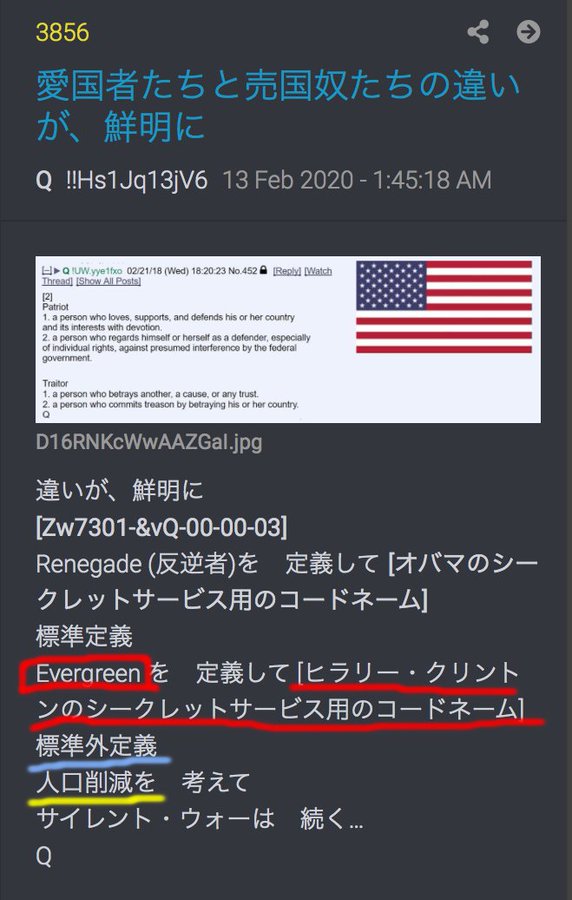 3856
愛国者たちと売国奴たちの違い
が、鮮明に
Q !!Hs1Jq13jV6 13 Feb 2020 - 1:45:18 AM
[–]▶ Q !UW.yye1fxo 02/21/18 (Wed) 18:20:23 No.452 [Reply] [Watch
Thread] [Show All Posts]
[2]
Patriot
1. a person who loves, supports, and defends his or her country
and its interests with devotion.
2. a person who regards himself or herself as a defender, especially
of individual rights, against presumed interference by the federal
government.
Traitor
1. a person who betrays another, a cause, or any trust.
2. a person who commits treason by betraying his or her country.
Q
D16RNKcWwAAZGal.jpg
違いが、鮮明に
[Zw7301-&vQ-00-00-03]
Renegade (反逆者)を 定義して [オバマのシー
クレットサービス用のコードネーム]
標準定義
Evergreen を 定義して [ヒラリー・クリント
ンのシークレットサービス用のコードネーム]
標準外定義
人口削減を 考えて
サイレント・ウォーは 続く...
Q